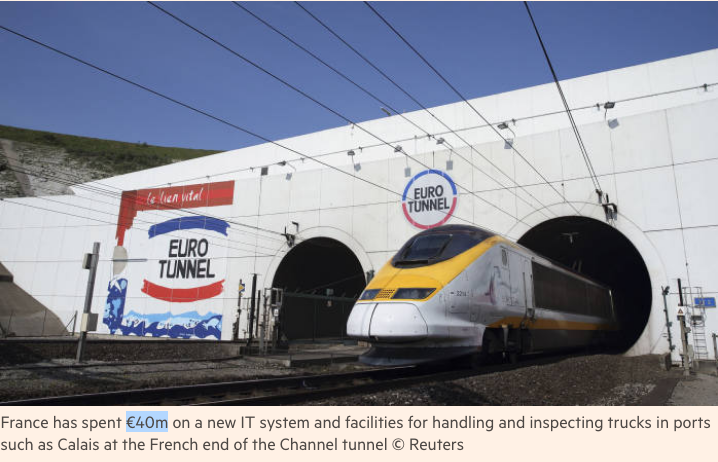 le lien vital
EURO
TUNNEL
EURO
TUNNEL
France has spent €40m on a new IT system and facilities for handling and inspecting trucks in ports
such as Calais at the French end of the Channel tunnel © Reuters